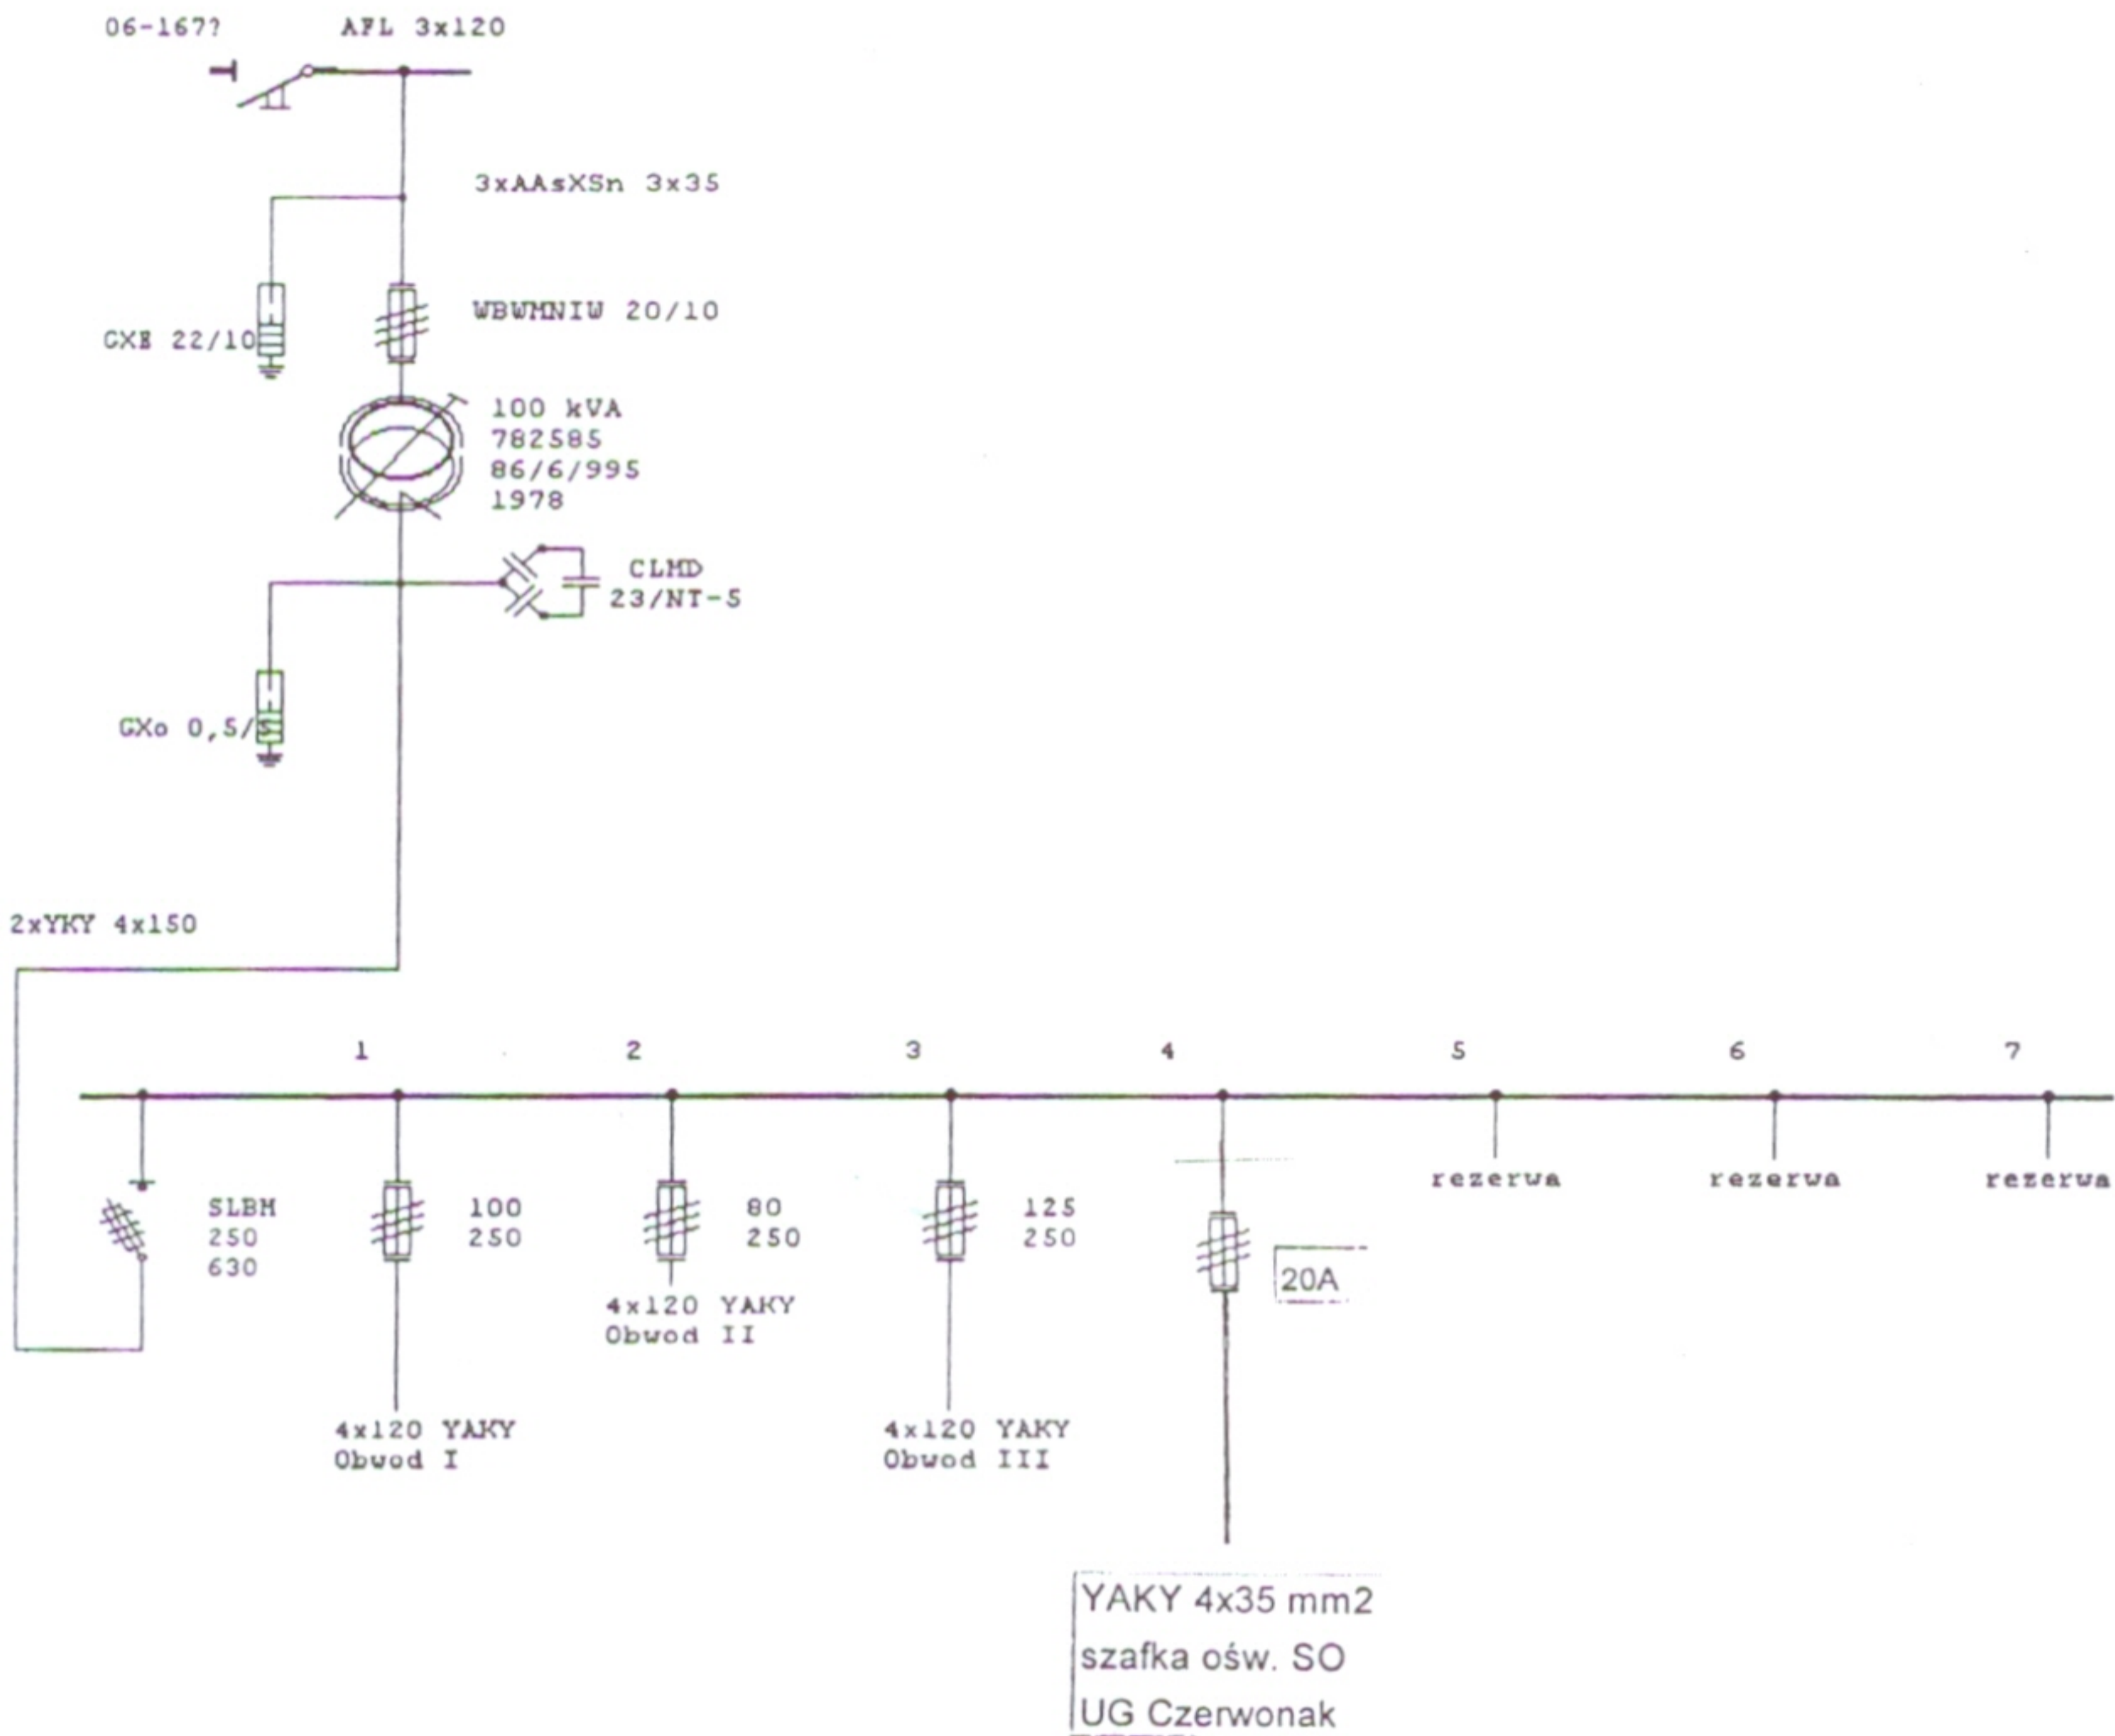 06-167?
AFL 3x120
3xAAsXSn 3x35
WBWMNIW 20/10
GXE 22/10
100 kVA
782585
86/6/995
1978
CLMD
23/NT-5
GXo 0,5/5
2xYKY 4x150
1 2 3 4 5 6 7
SLBM
250
630
100
250
80
250
125
250
20A
rezerwa
rezerwa
rezerwa
4x120 YAKY
Obwod II
4x120 YAKY
Obwod I
4x120 YAKY
Obwod III
YAKY 4x35 mm2
szafka ośw. SO
UG Czerwonak